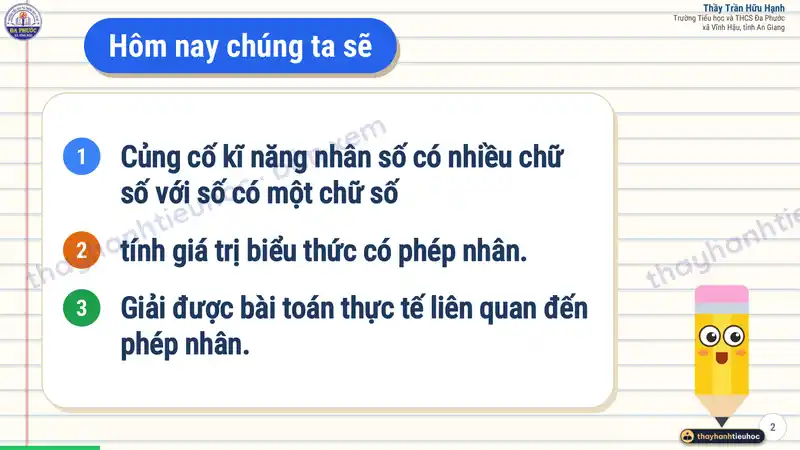 ĐA PHƯỚC
Thầy Trần Hữu Hạnh
Trường Tiểu học và THCS Đa Phước
xã Vĩnh Hậu, tỉnh An Giang
Hôm nay chúng ta sẽ
1 Củng cố kĩ năng nhân số có nhiều chữ
số với số có một chữ số
2 tính giá trị biểu thức có phép nhân.
3 Giải được bài toán thực tế liên quan đến
phép nhân.
thayhanhtieuhoc
2